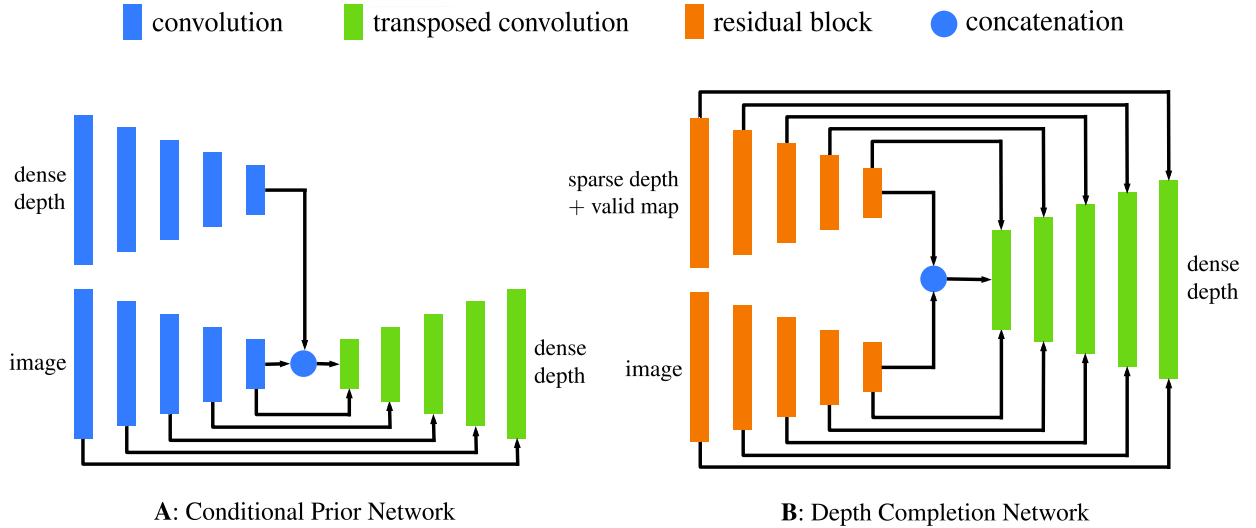 convolution
transposed convolution
residual block
concatenation
dense
depth
image
dense
depth
A: Conditional Prior Network
sparse depth
+ valid map
image
dense
depth
B: Depth Completion Network